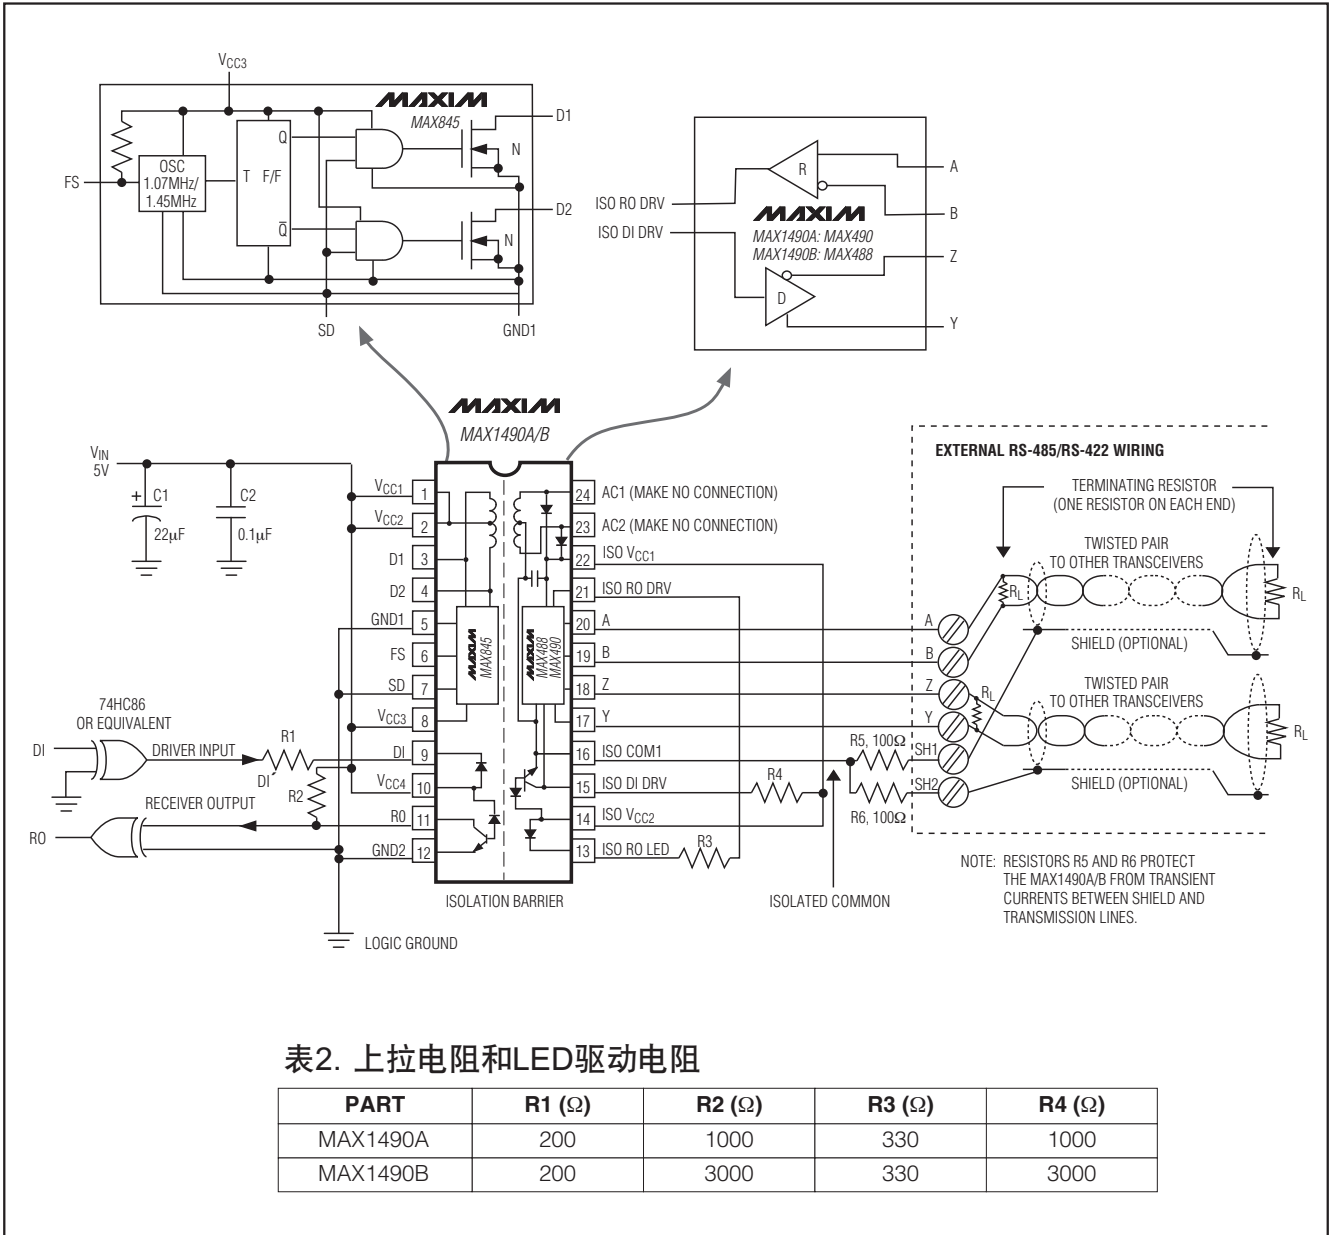 VCC3
MAXIM
MAX845
D1
Q
N
OSC
1.07MHz/
1.45MHz
FS
T F/F
D2
Q̅
N
SD
GND1
A
R
ISO RO DRV
B
MAXIM
ISO DI DRV
MAX1490A: MAX490
MAX1490B: MAX488
Z
D
Y
MAXIM
MAX1490A/B
VIN
5V
+ C1
22µF
C2
0.1µF
VCC1 1
VCC2 2
D1 3
D2 4
GND1 5
FS 6
SD 7
VCC3 8
DI 9
VCC4 10
RO 11
GND2 12
MAXIM
MAX845
MAXIM
MAX488
MAX490
24 AC1 (MAKE NO CONNECTION)
23 AC2 (MAKE NO CONNECTION)
22 ISO VCC1
21 ISO RO DRV
20 A
19 B
18 Z
17 Y
16 ISO COM1
15 ISO DI DRV
14 ISO VCC2
13 ISO RO LED
74HC86
OR EQUIVALENT
DI
DRIVER INPUT
R1
DI´
R2
RECEIVER OUTPUT
RO
ISOLATION BARRIER
LOGIC GROUND
R4
R3
ISOLATED COMMON
R5, 100Ω
R6, 100Ω
EXTERNAL RS-485/RS-422 WIRING
TERMINATING RESISTOR
(ONE RESISTOR ON EACH END)
TWISTED PAIR
TO OTHER TRANSCEIVERS
RL
RL
A
SHIELD (OPTIONAL)
B
Z
RL
TWISTED PAIR
TO OTHER TRANSCEIVERS
Y
RL
SH1
SH2
SHIELD (OPTIONAL)
NOTE: RESISTORS R5 AND R6 PROTECT
THE MAX1490A/B FROM TRANSIENT
CURRENTS BETWEEN SHIELD AND
TRANSMISSION LINES.
表2. 上拉电阻和LED驱动电阻
PART R1 (Ω) R2 (Ω) R3 (Ω) R4 (Ω)
MAX1490A 200 1000 330 1000
MAX1490B 200 3000 330 3000